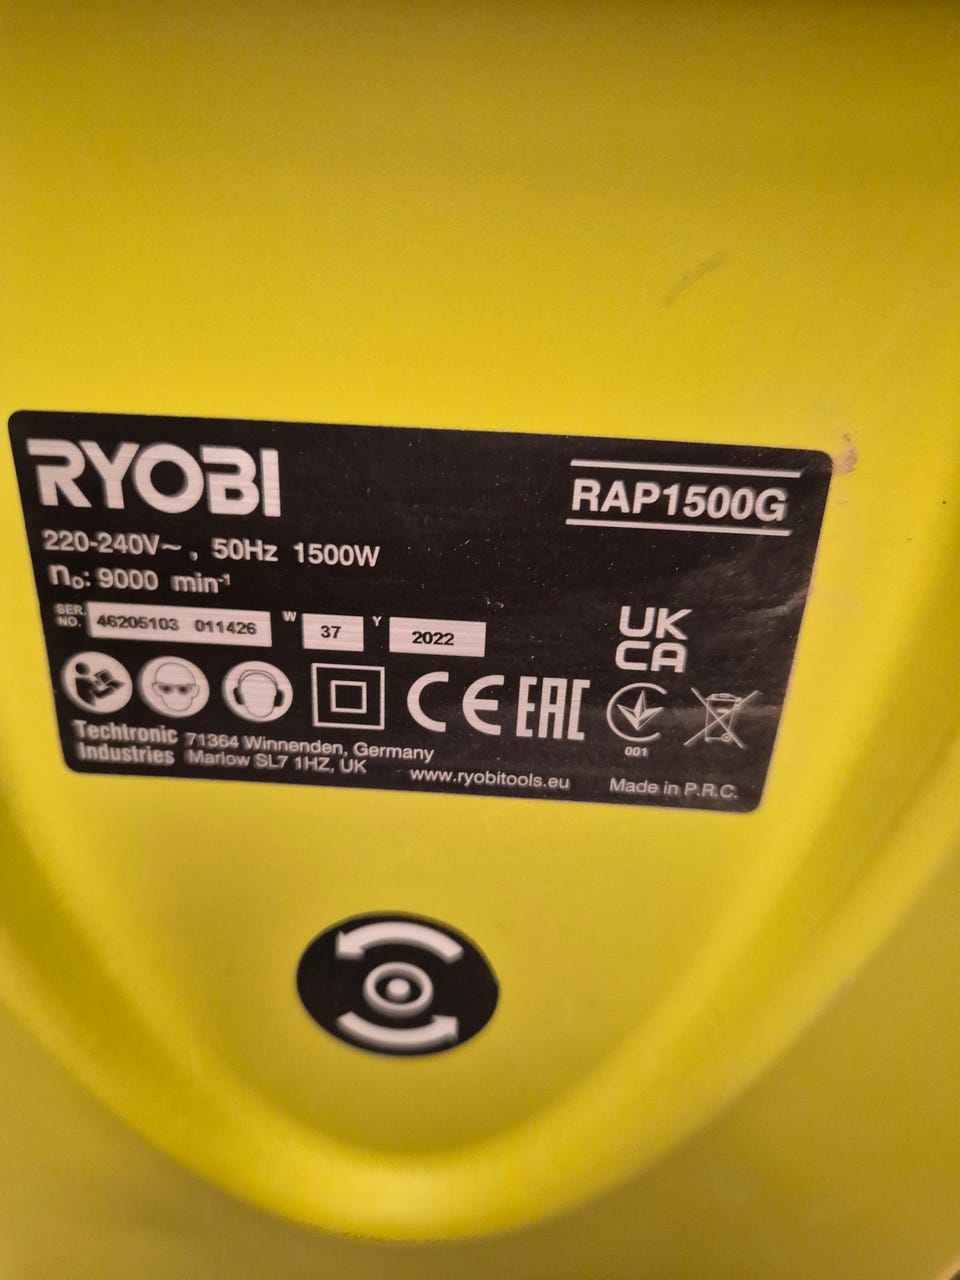 RYOBI
RAP1500G
220-240V~, 50Hz 1500W
n₀: 9000 min⁻¹
SER. NO. 46205103 011426 W 37 Y 2022
UK
CA
CE EAC
001
Techtronic Industries
71364 Winnenden, Germany
Marlow SL7 1HZ, UK
www.ryobitools.eu
Made in P.R.C.